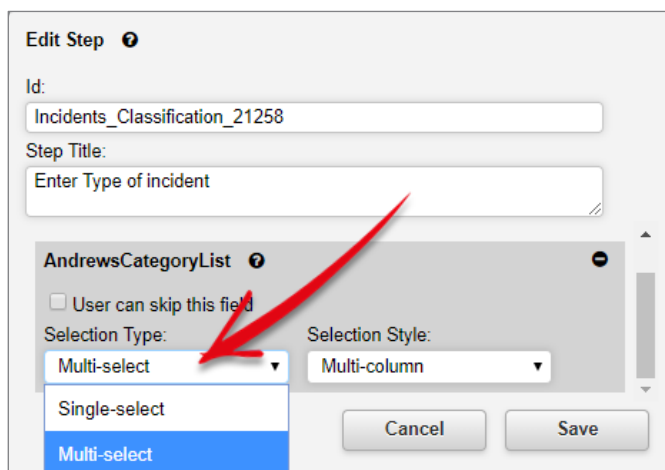 Edit Step
Id:
Incidents_Classification_21258
Step Title:
Enter Type of incident
AndrewsCategoryList
User can skip this field
Selection Type: Selection Style:
Multi-select Multi-column
Single-select
Multi-select
Cancel Save